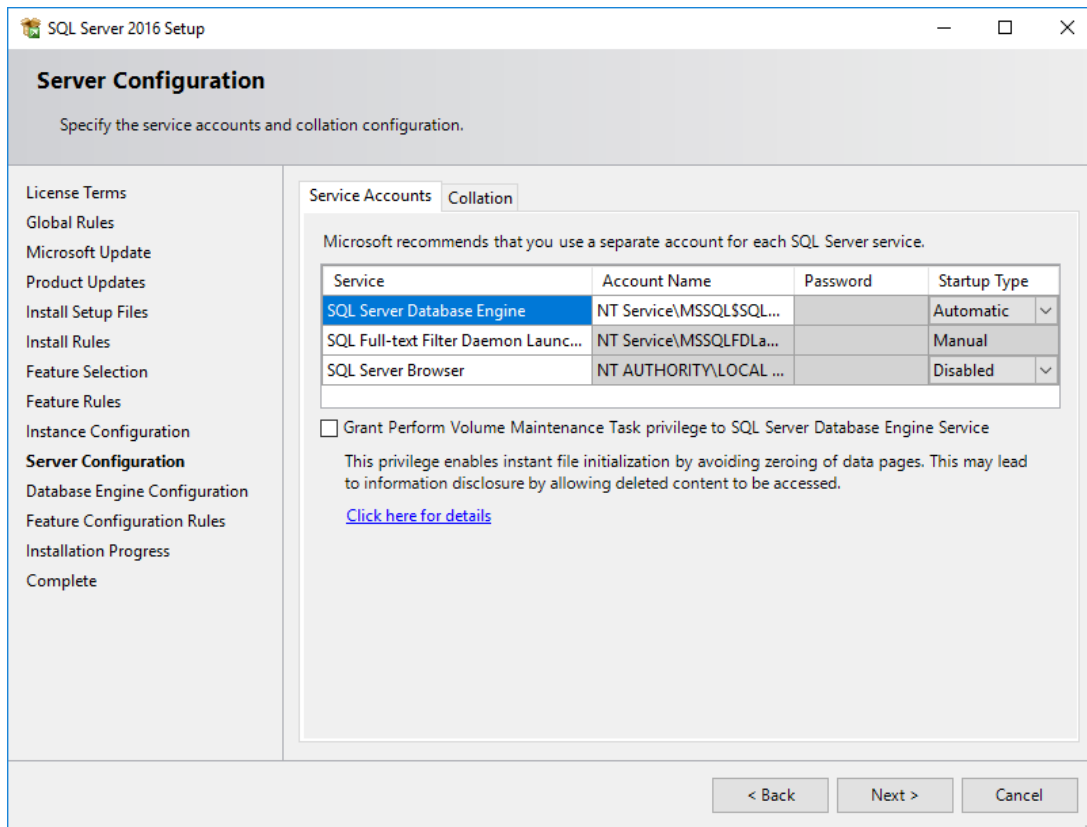 SQL Server 2016 Setup
Server Configuration
Specify the service accounts and collation configuration.
License Terms
Global Rules
Microsoft Update
Product Updates
Install Setup Files
Install Rules
Feature Selection
Feature Rules
Instance Configuration
Server Configuration
Database Engine Configuration
Feature Configuration Rules
Installation Progress
Complete
Service Accounts Collation
Microsoft recommends that you use a separate account for each SQL Server service.
Service Account Name Password Startup Type
SQL Server Database Engine NT Service\MSSQL$SQL... Automatic
SQL Full-text Filter Daemon Launc... NT Service\MSSQLFDLa... Manual
SQL Server Browser NT AUTHORITY\LOCAL ... Disabled
Grant Perform Volume Maintenance Task privilege to SQL Server Database Engine Service
This privilege enables instant file initialization by avoiding zeroing of data pages. This may lead
to information disclosure by allowing deleted content to be accessed.
Click here for details
< Back Next > Cancel